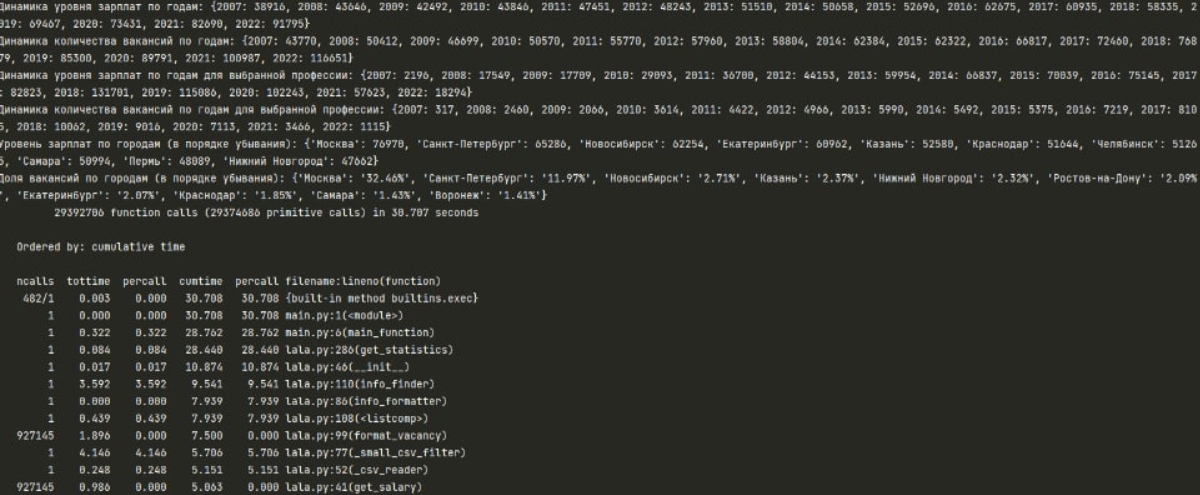 Динамика уровня зарплат по годам: {2007: 38916, 2008: 43646, 2009: 42492, 2010: 43846, 2011: 47451, 2012: 48243, 2013: 51510, 2014: 50658, 2015: 52696, 2016: 62675, 2017: 60935, 2018: 58335, 2
019: 69467, 2020: 73431, 2021: 82690, 2022: 91795}
Динамика количества вакансий по годам: {2007: 43770, 2008: 50412, 2009: 46699, 2010: 50570, 2011: 55770, 2012: 57960, 2013: 58804, 2014: 62384, 2015: 62322, 2016: 66817, 2017: 72460, 2018: 768
79, 2019: 85300, 2020: 89791, 2021: 100987, 2022: 116651}
Динамика уровня зарплат по годам для выбранной профессии: {2007: 2196, 2008: 17549, 2009: 17709, 2010: 29093, 2011: 36700, 2012: 44153, 2013: 59954, 2014: 66837, 2015: 70039, 2016: 75145, 2017
: 82823, 2018: 131701, 2019: 115086, 2020: 102243, 2021: 57623, 2022: 18294}
Динамика количества вакансий по годам для выбранной профессии: {2007: 317, 2008: 2460, 2009: 2066, 2010: 3614, 2011: 4422, 2012: 4966, 2013: 5990, 2014: 5492, 2015: 5375, 2016: 7219, 2017: 810
5, 2018: 10062, 2019: 9016, 2020: 7113, 2021: 3466, 2022: 1115}
Уровень зарплат по городам (в порядке убывания): {'Москва': 76970, 'Санкт-Петербург': 65286, 'Новосибирск': 62254, 'Екатеринбург': 60962, 'Казань': 52580, 'Краснодар': 51644, 'Челябинск': 5126
5, 'Самара': 50994, 'Пермь': 48089, 'Нижний Новгород': 47662}
Доля вакансий по городам (в порядке убывания): {'Москва': '32.46%', 'Санкт-Петербург': '11.97%', 'Новосибирск': '2.71%', 'Казань': '2.37%', 'Нижний Новгород': '2.32%', 'Ростов-на-Дону': '2.09%
', 'Екатеринбург': '2.07%', 'Краснодар': '1.85%', 'Самара': '1.43%', 'Воронеж': '1.41%'}
29392706 function calls (29374686 primitive calls) in 30.707 seconds
Ordered by: cumulative time
ncalls tottime percall cumtime percall filename:lineno(function)
482/1 0.003 0.000 30.708 30.708 {built-in method builtins.exec}
1 0.000 0.000 30.708 30.708 main.py:1(<module>)
1 0.322 0.322 28.762 28.762 main.py:6(main_function)
1 0.084 0.084 28.440 28.440 lala.py:286(get_statistics)
1 0.017 0.017 10.874 10.874 lala.py:46(__init__)
1 3.592 3.592 9.541 9.541 lala.py:110(info_finder)
1 0.000 0.000 7.939 7.939 lala.py:86(info_formatter)
1 0.439 0.439 7.939 7.939 lala.py:108(<listcomp>)
927145 1.896 0.000 7.500 0.000 lala.py:99(format_vacancy)
1 4.146 4.146 5.706 5.706 lala.py:77(_small_csv_filter)
1 0.248 0.248 5.151 5.151 lala.py:52(_csv_reader)
927145 0.986 0.000 5.063 0.000 lala.py:41(get_salary)